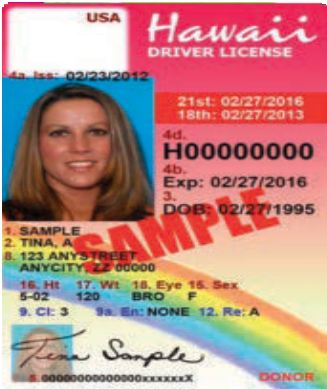 USA
Hawaii
DRIVER LICENSE
4a. Iss: 02/23/2012
21st: 02/27/2016
18th: 02/27/2013
4d.
H00000000
4b.
Exp: 02/27/2016
3.
DOB: 02/27/1995
SAMPLE
1. SAMPLE
2. TINA, A
8. 123 ANYSTREET
ANYCITY, ZZ 00000
16. Ht 17. Wt 18. Eye 15. Sex
5-02 120 BRO F
9. Cl: 3 9a. En: NONE 12. Re: A
Tina Sample
5. 00000000000000xxxxxxX
DONOR